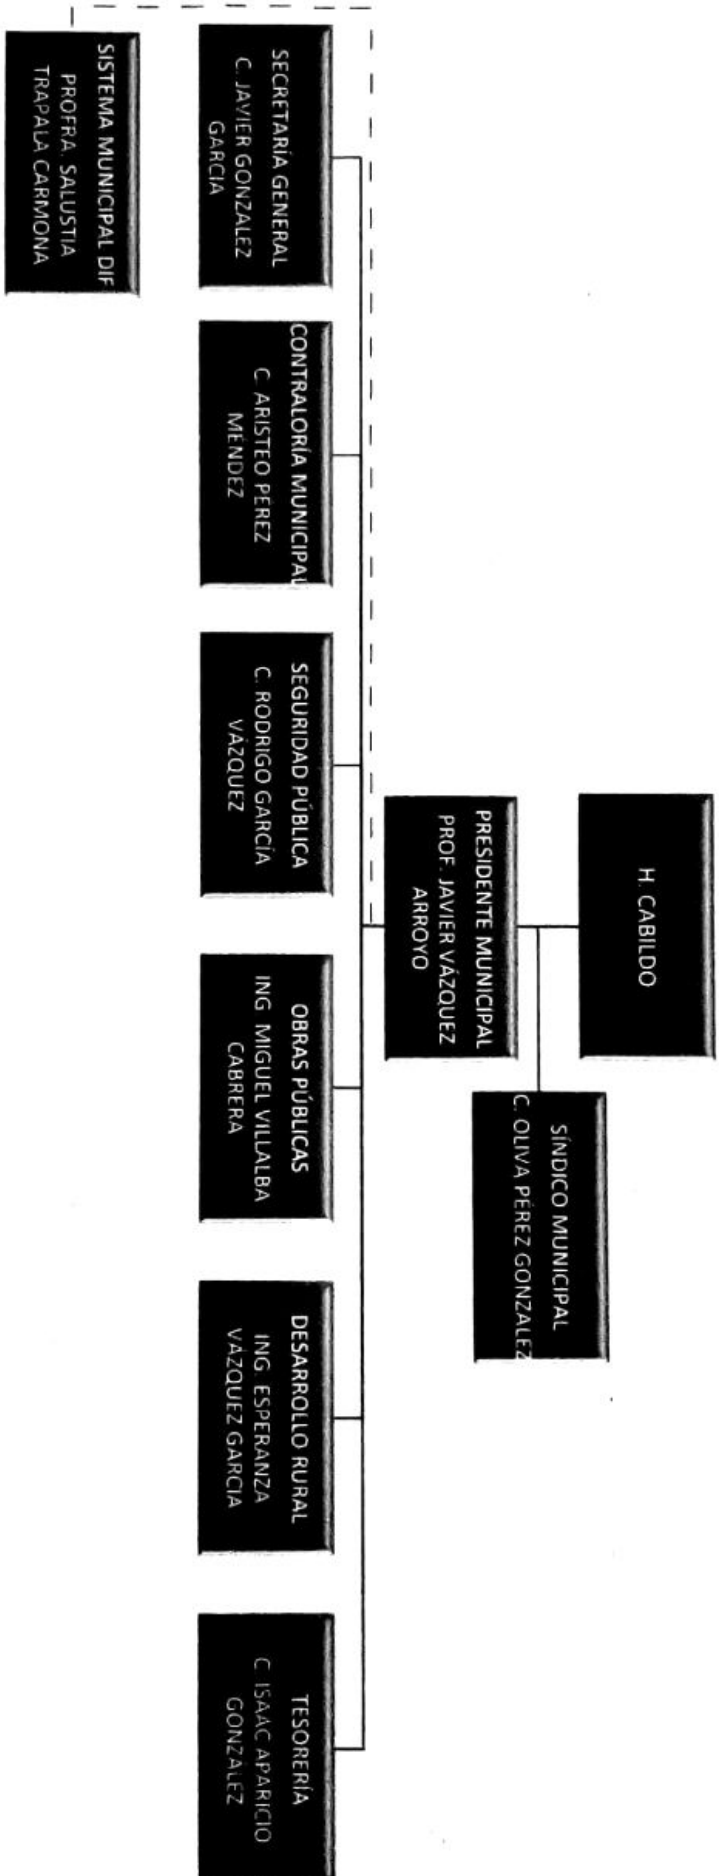 H. CABILDO
SÍNDICO MUNICIPAL
C. OLIVA PÉREZ GONZALEZ
PRESIDENTE MUNICIPAL
PROF. JAVIER VÁZQUEZ
ARROYO
SECRETARÍA GENERAL
C. JAVIER GONZALEZ
GARCIA
CONTRALORÍA MUNICIPAL
C. ARISTEO PEREZ
MÉNDEZ
SEGURIDAD PÚBLICA
C. RODRIGO GARCÍA
VÁZQUEZ
OBRAS PÚBLICAS
ING. MIGUEL VILLALBA
CABRERA
DESARROLLO RURAL
ING. ESPERANZA
VÁZQUEZ GARCIA
TESORERÍA
C. ISAAC APARICIO
GONZÁLEZ
SISTEMA MUNICIPAL DIF
PROFRA. SALUSTIA
TRAPALA CARMONA